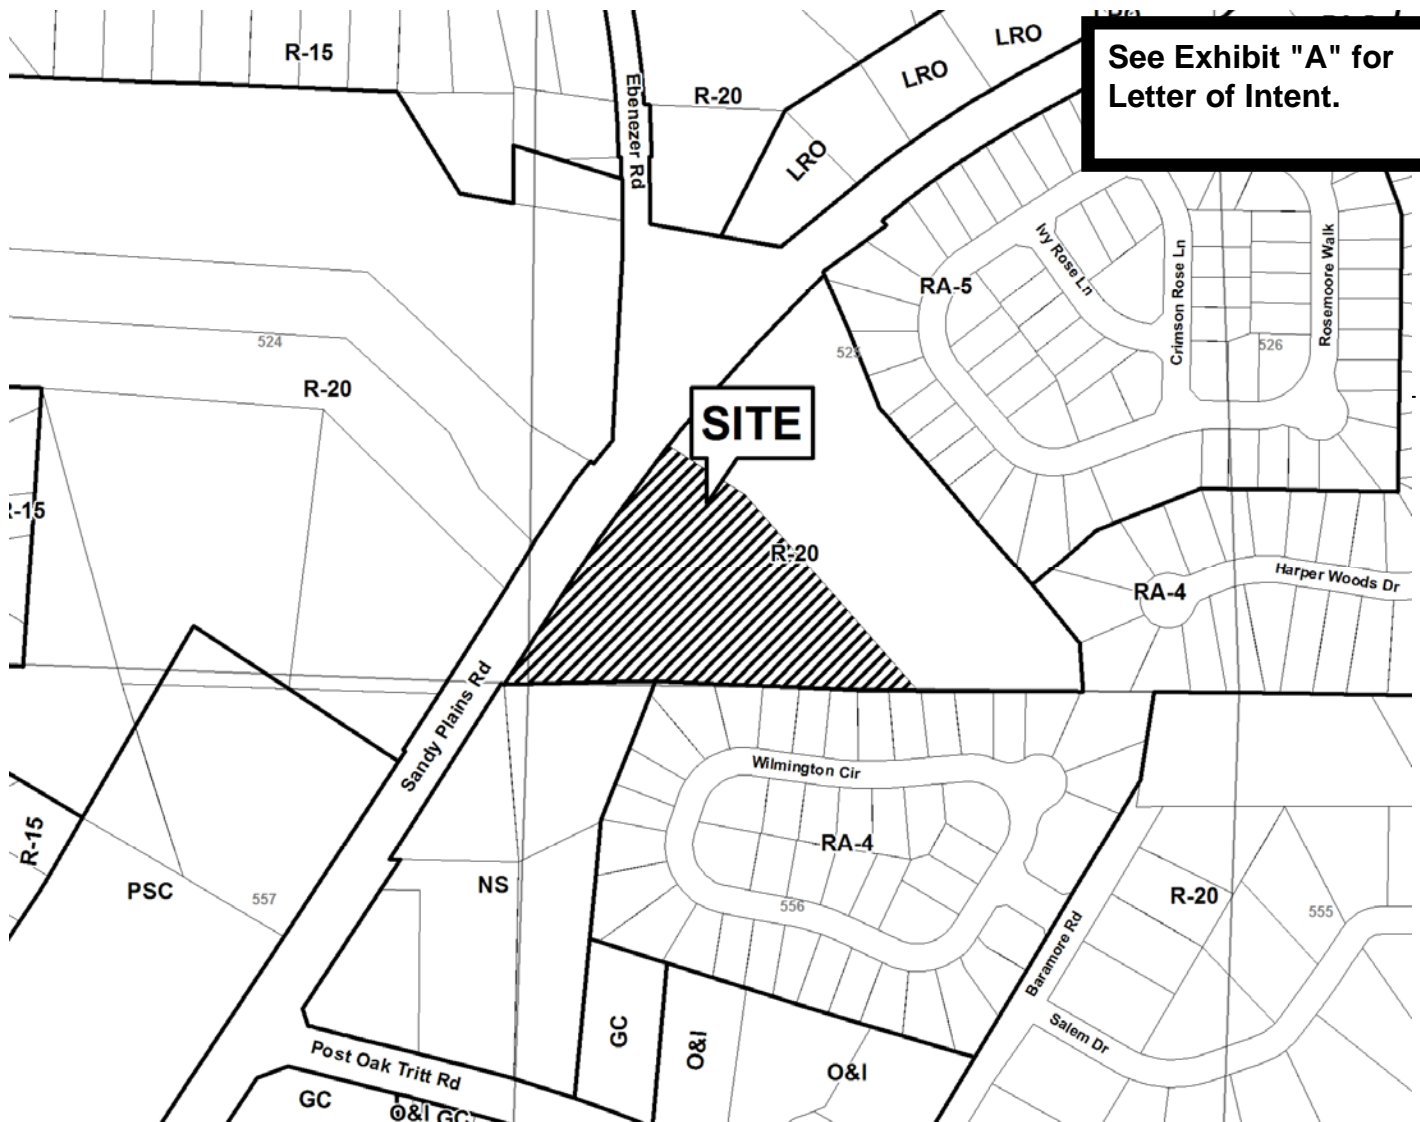 See Exhibit "A" for
Letter of Intent.
R-15
Ebenezer Rd
R-20
LRO
LRO
LRO
RA-5
Ivy Rose Ln
Crimson Rose Ln
Rosemoore Walk
524
525
526
R-20
SITE
R-20
-15
RA-4
Harper Woods Dr
Sandy Plains Rd
Wilmington Cir
RA-4
R-15
PSC
557
NS
556
R-20
555
Baramore Rd
Salem Dr
GC
O&I
O&I
Post Oak Tritt Rd
GC
O&I
GC